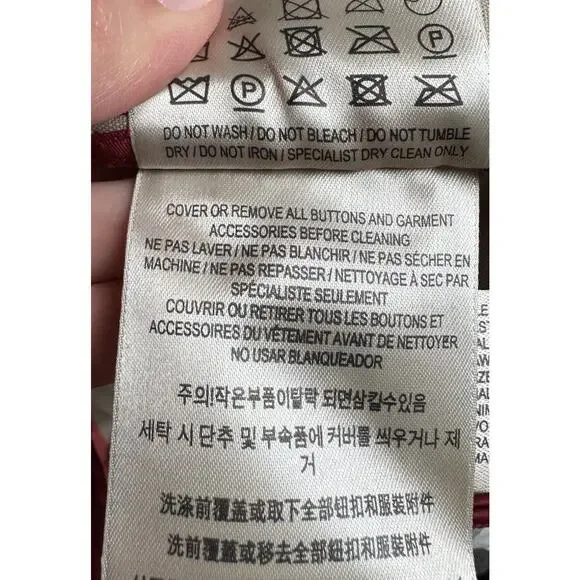 P
P
DO NOT WASH / DO NOT BLEACH / DO NOT TUMBLE
DRY / DO NOT IRON / SPECIALIST DRY CLEAN ONLY
COVER OR REMOVE ALL BUTTONS AND GARMENT
ACCESSORIES BEFORE CLEANING
NE PAS LAVER / NE PAS BLANCHIR / NE PAS SÉCHER EN
MACHINE / NE PAS REPASSER / NETTOYAGE À SEC PAR
SPÉCIALISTE SEULEMENT
COUVRIR OU RETIRER TOUS LES BOUTONS ET
ACCESSOIRES DU VÉTEMENT AVANT DE NETTOYER
NO USAR BLANQUEADOR
주의!작은부품이탈락 되면삼킬수있음
세탁 시 단추 및 부속품에 커버를 씌우거나 제
거
洗涤前覆盖或取下全部鈕扣和服裝附件
洗前覆蓋或移去全部鈕扣和服裝附件